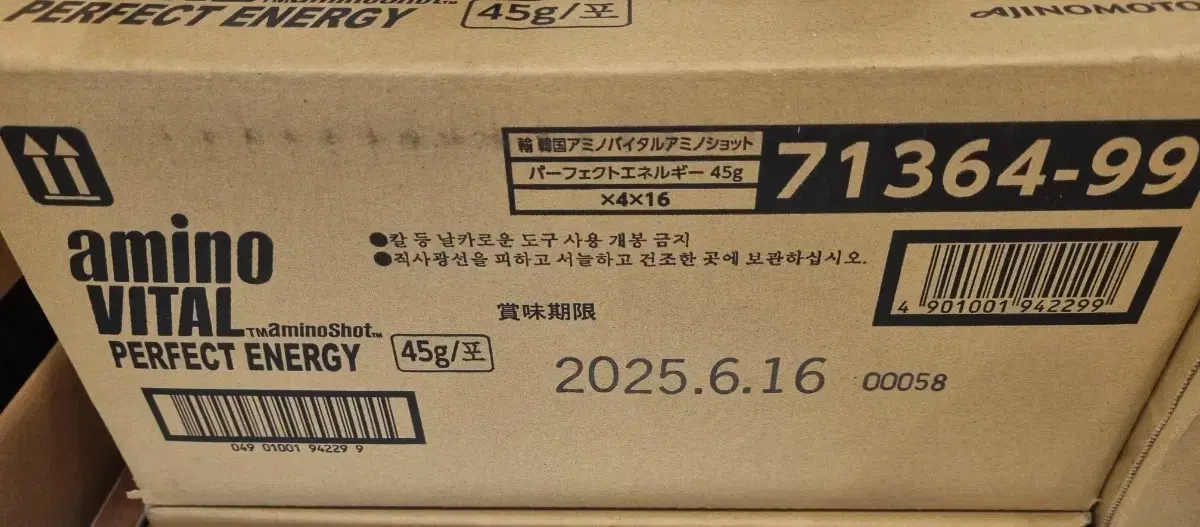 PERFECT ENERGY
45g/포
AJINOMOTO
輸 韓国アミノバイタルアミノショット
パーフェクトエネルギー 45g
×4×16
71364-99
amino
VITAL™aminoShot™
PERFECT ENERGY
45g/포
●칼 등 날카로운 도구 사용 개봉 금지
●직사광선을 피하고 서늘하고 건조한 곳에 보관하십시오.
4 901001 942299
賞味期限
2025.6.16 00058
049 01001 94229 9